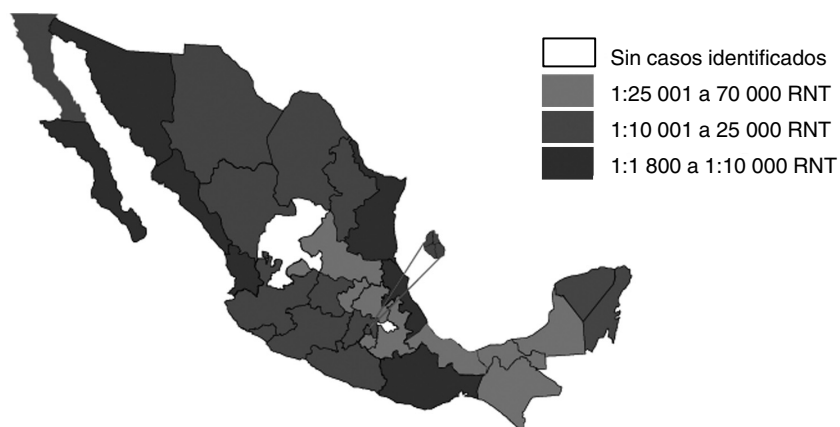 Sin casos identificados
1:25 001 a 70 000 RNT
1:10 001 a 25 000 RNT
1:1 800 a 1:10 000 RNT